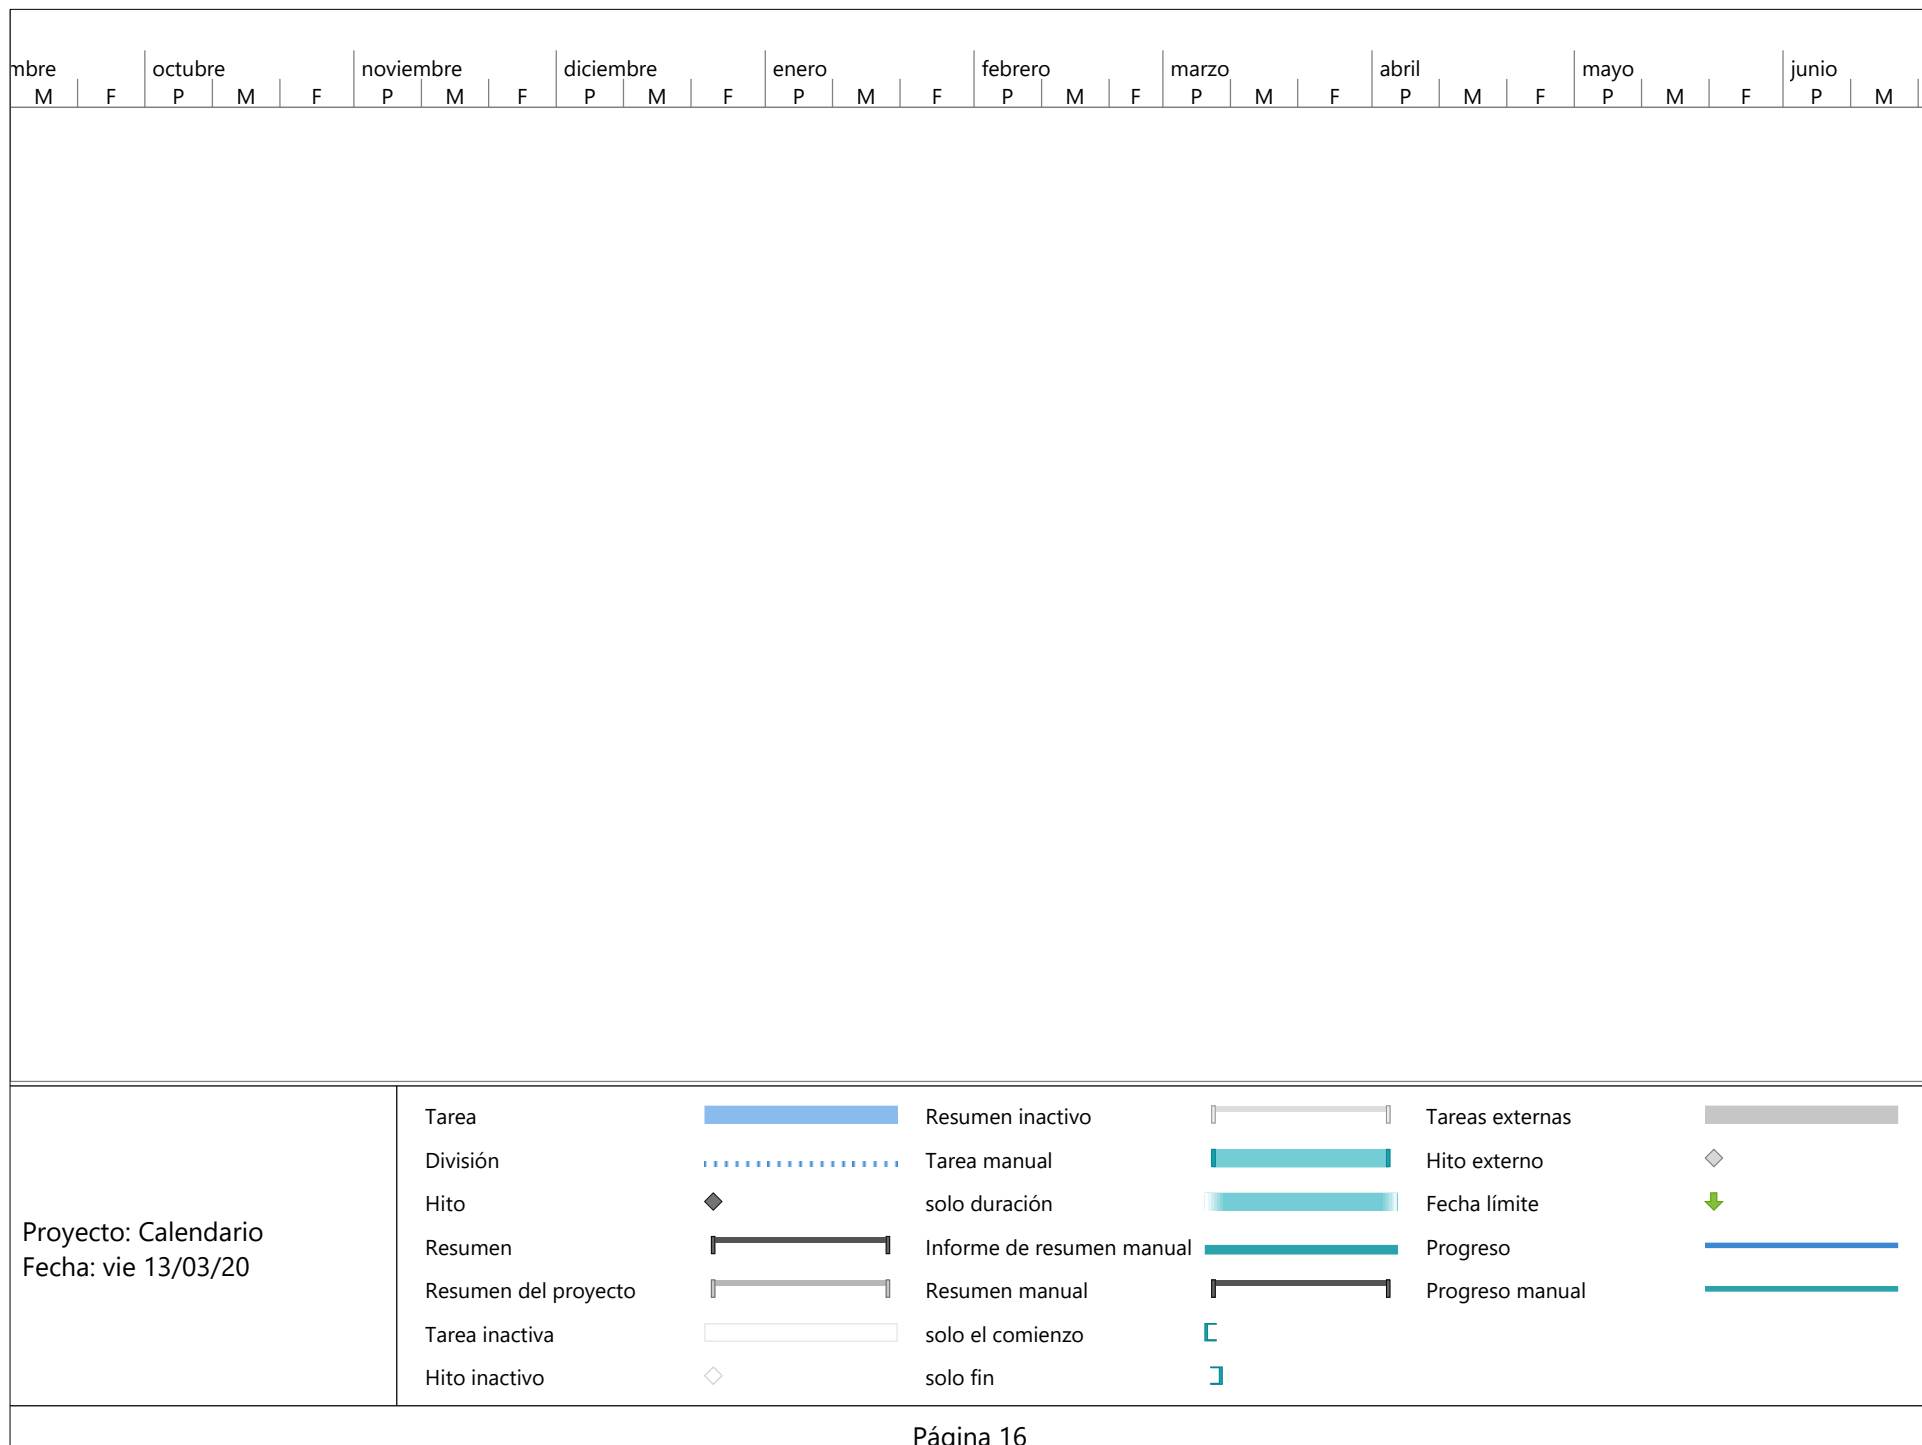 mbre octubre noviembre diciembre enero febrero marzo abril mayo junio
M F P M F P M F P M F P M F P M F P M F P M F P M F P M
Tarea Resumen inactivo Tareas externas
División Tarea manual Hito externo
Hito solo duración Fecha límite
Resumen Informe de resumen manual Progreso
Resumen del proyecto Resumen manual Progreso manual
Tarea inactiva solo el comienzo
Hito inactivo solo fin
Proyecto: Calendario
Fecha: vie 13/03/20
Página 16